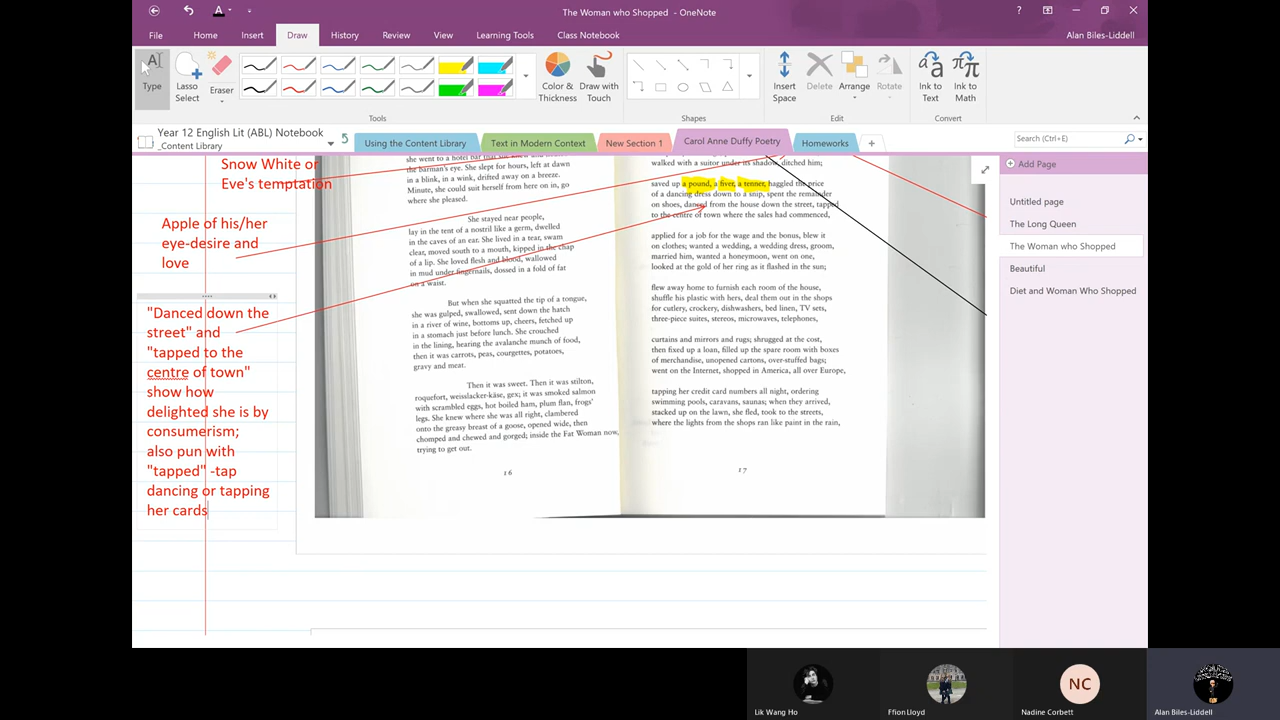 The Woman who Shopped - OneNote
?
File
Home
Insert
Draw
History
Review
View
Learning Tools
Class Notebook
Alan Biles-Liddell
Type
Lasso
Select
Eraser
Color &
Thickness
Draw with
Touch
Insert
Space
Delete
Arrange
Rotate
Ink to
Text
Ink to
Math
Tools
Shapes
Edit
Convert
Year 12 English Lit (ABL) Notebook
_Content Library
Using the Content Library
Text in Modern Context
New Section 1
Carol Anne Duffy Poetry
Homeworks
Search (Ctrl+E)
Add Page
Untitled page
The Long Queen
The Woman who Shopped
Beautiful
Diet and Woman Who Shopped
Snow White or
Eve's temptation
Apple of his/her
eye-desire and
love
"Danced down the
street" and
"tapped to the
centre of town"
show how
delighted she is by
consumerism;
also pun with
"tapped" -tap
dancing or tapping
her cards
she went to a hotel bar that she
the barman's eye. She slept for hours, left at dawn
in a blink, in a wink, drifted away on a breeze.
Minute, she could suit herself from here on in, go
where she pleased.
She stayed near people,
lay in the tent of a nostril like a germ, dwelled
in the caves of an ear. She lived in a tear, swam
clear, moved south to a mouth, kipped in the chap
of a lip. She loved flesh and blood, wallowed
in mud under fingernails, dossed in a fold of fat
on a waist.
But when she squatted the tip of a tongue,
she was gulped, swallowed, sent down the hatch
in a river of wine, bottoms up, cheers, fetched up
in a stomach just before lunch. She crouched
in the lining, hearing the avalanche munch of food,
then it was carrots, peas, courgettes, potatoes,
gravy and meat.
Then it was sweet. Then it was stilton,
roquefort, weisslacker-käse, gex; it was smoked salmon
with scrambled eggs, hot boiled ham, plum flan, frogs'
legs. She knew where she was all right, clambered
onto the greasy breast of a goose, opened wide, then
chomped and chewed and gorged; inside the Fat Woman now,
trying to get out.
16
walked with a suitor under its shadow, ditched him;
saved up a pound, a fiver, a tenner, haggled the price
of a dancing dress down to a snip, spent the remainder
on shoes, danced from the house down the street, tapped
to the centre of town where the sales had commenced,
applied for a job for the wage and the bonus, blew it
on clothes; wanted a wedding, a wedding dress, groom,
married him, wanted a honeymoon, went on one,
looked at the gold of her ring as it flashed in the sun;
flew away home to furnish each room of the house,
shuffle his plastic with hers, deal them out in the shops
for cutlery, crockery, dishwashers, bed linen, TV sets,
three-piece suites, stereos, microwaves, telephones,
curtains and mirrors and rugs; shrugged at the cost,
then fixed up a loan, filled up the spare room with boxes
of merchandise, unopened cartons, over-stuffed bags;
went on the Internet, shopped in America, all over Europe,
tapping her credit card numbers all night, ordering
swimming pools, caravans, saunas; when they arrived,
stacked up on the lawn, she fled, took to the streets,
where the lights from the shops ran like paint in the rain,
17
Lik Wang Ho
Ffion Lloyd
NC
Nadine Corbett
Alan Biles-Liddell